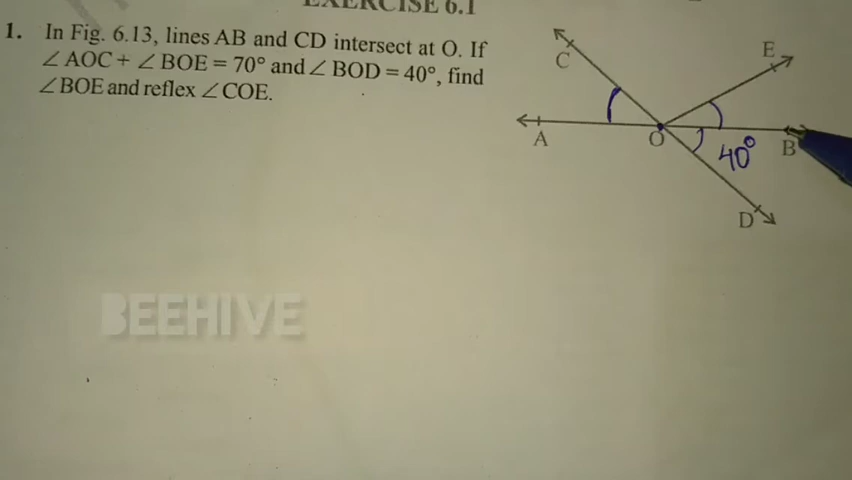 EXERCISE 6.1
1. In Fig. 6.13, lines AB and CD intersect at O. If
∠ AOC + ∠ BOE = 70° and ∠ BOD = 40°, find
∠BOE and reflex ∠COE.
C
E
A
O
40°
B
D
BEEHIVE